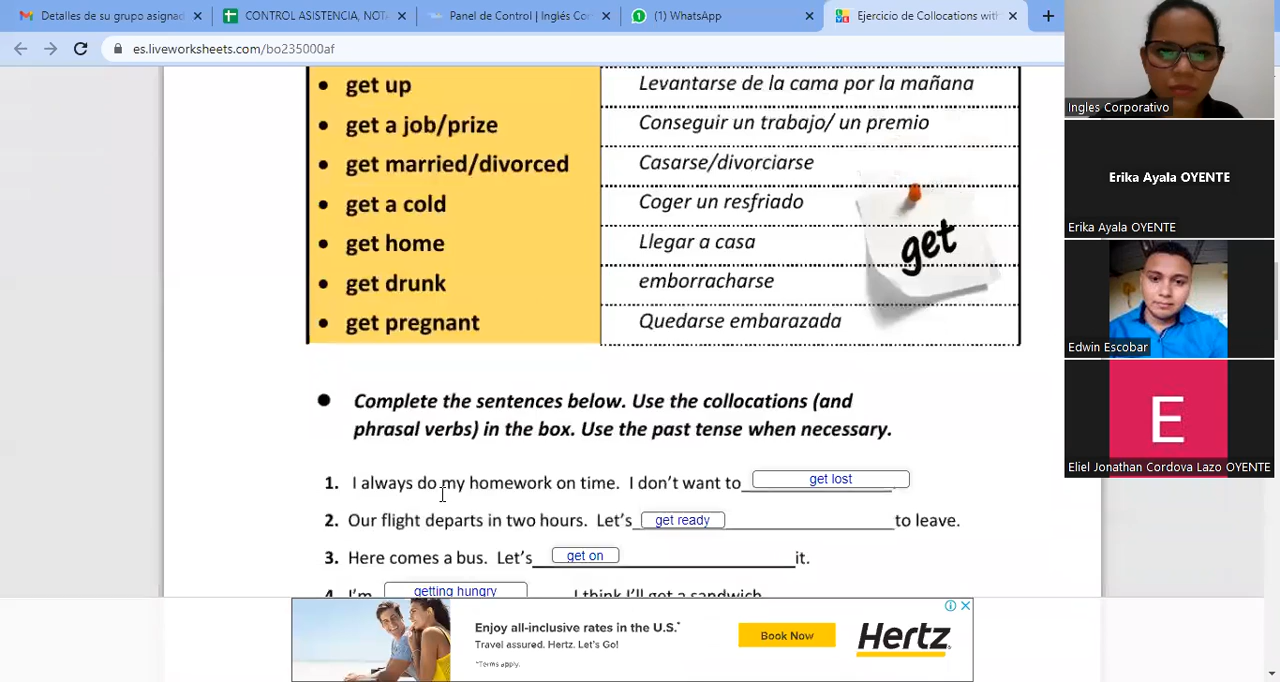 Detalles de su grupo asignad
CONTROL ASISTENCIA, NOT
Panel de Control | Inglés Cor
(1) WhatsApp
Ejercicio de Collocations with
es.liveworksheets.com/bo235000af
get up
Levantarse de la cama por la mañana
get a job/prize
Conseguir un trabajo/ un premio
get married/divorced
Casarse/divorciarse
get a cold
Coger un resfriado
get home
Llegar a casa
get drunk
emborracharse
get pregnant
Quedarse embarazada
get
Complete the sentences below. Use the collocations (and
phrasal verbs) in the box. Use the past tense when necessary.
1. I always do my homework on time. I don't want to get lost
2. Our flight departs in two hours. Let's get ready to leave.
3. Here comes a bus. Let's get on it.
4. I'm getting hungry I think I'll get a sandwich
Enjoy all-inclusive rates in the U.S.*
Travel assured. Hertz. Let's Go!
*Terms apply.
Book Now
Hertz
Ingles Corporativo
Erika Ayala OYENTE
Erika Ayala OYENTE
Edwin Escobar
E
Eliel Jonathan Cordova Lazo OYENTE